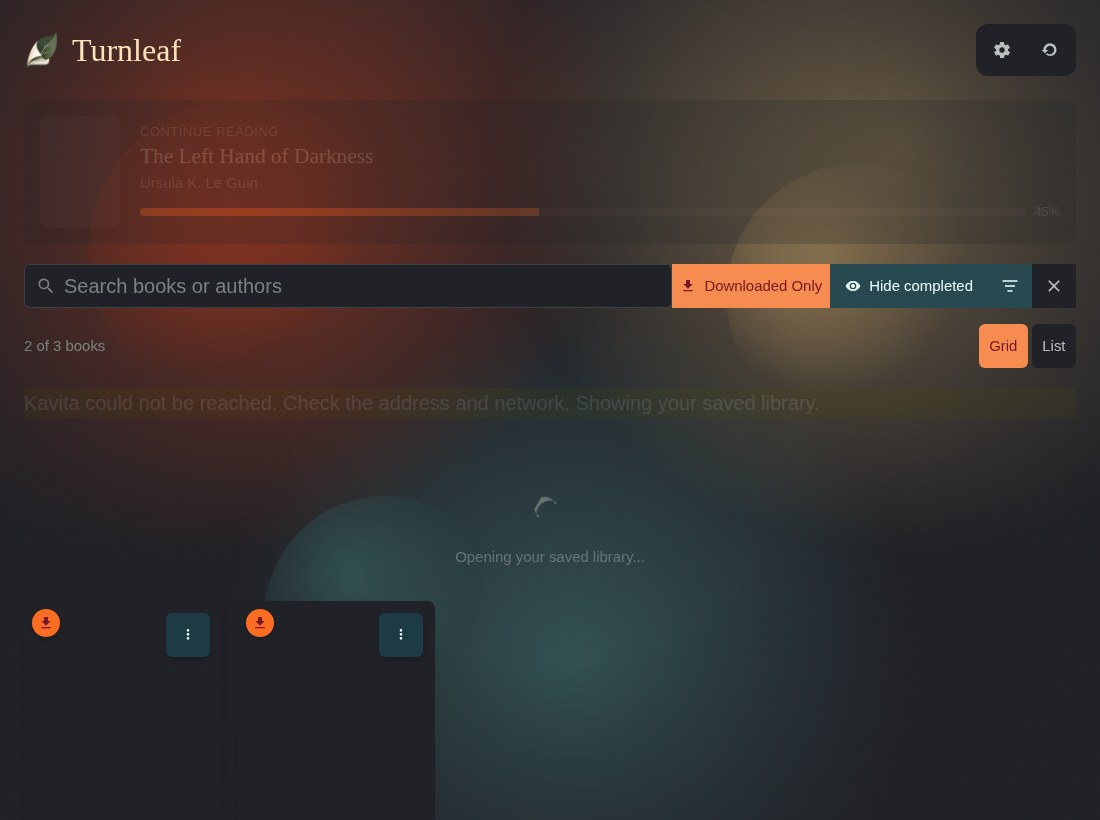 Turnleaf
CONTINUE READING
The Left Hand of Darkness
Ursula K. Le Guin
45%
Search books or authors
Downloaded Only
Hide completed
2 of 3 books
Grid
List
Kavita could not be reached. Check the address and network. Showing your saved library.
Opening your saved library...